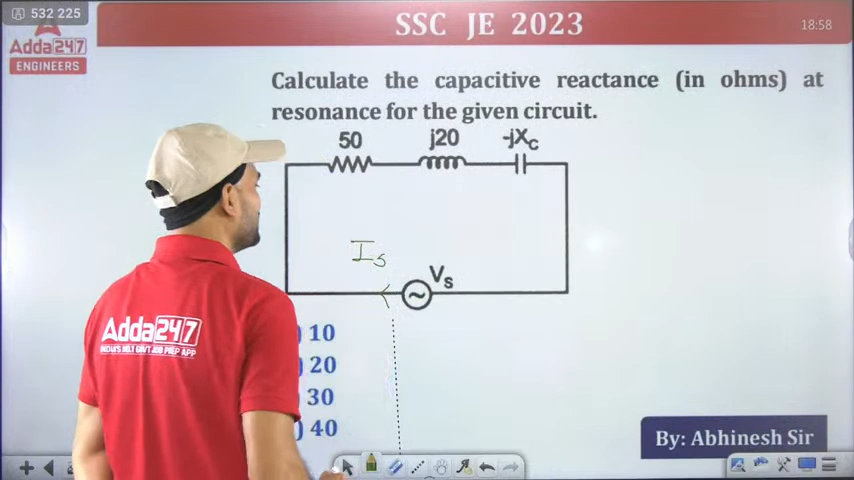 532 225
SSC JE 2023
18:58
Adda247
ENGINEERS
Calculate the capacitive reactance (in ohms) at
resonance for the given circuit.
50 j20 -jXc
Is
Vs
) 10
) 20
) 30
) 40
Adda247
INDIA'S NO.1 GOVT JOB PREP APP
By: Abhinesh Sir